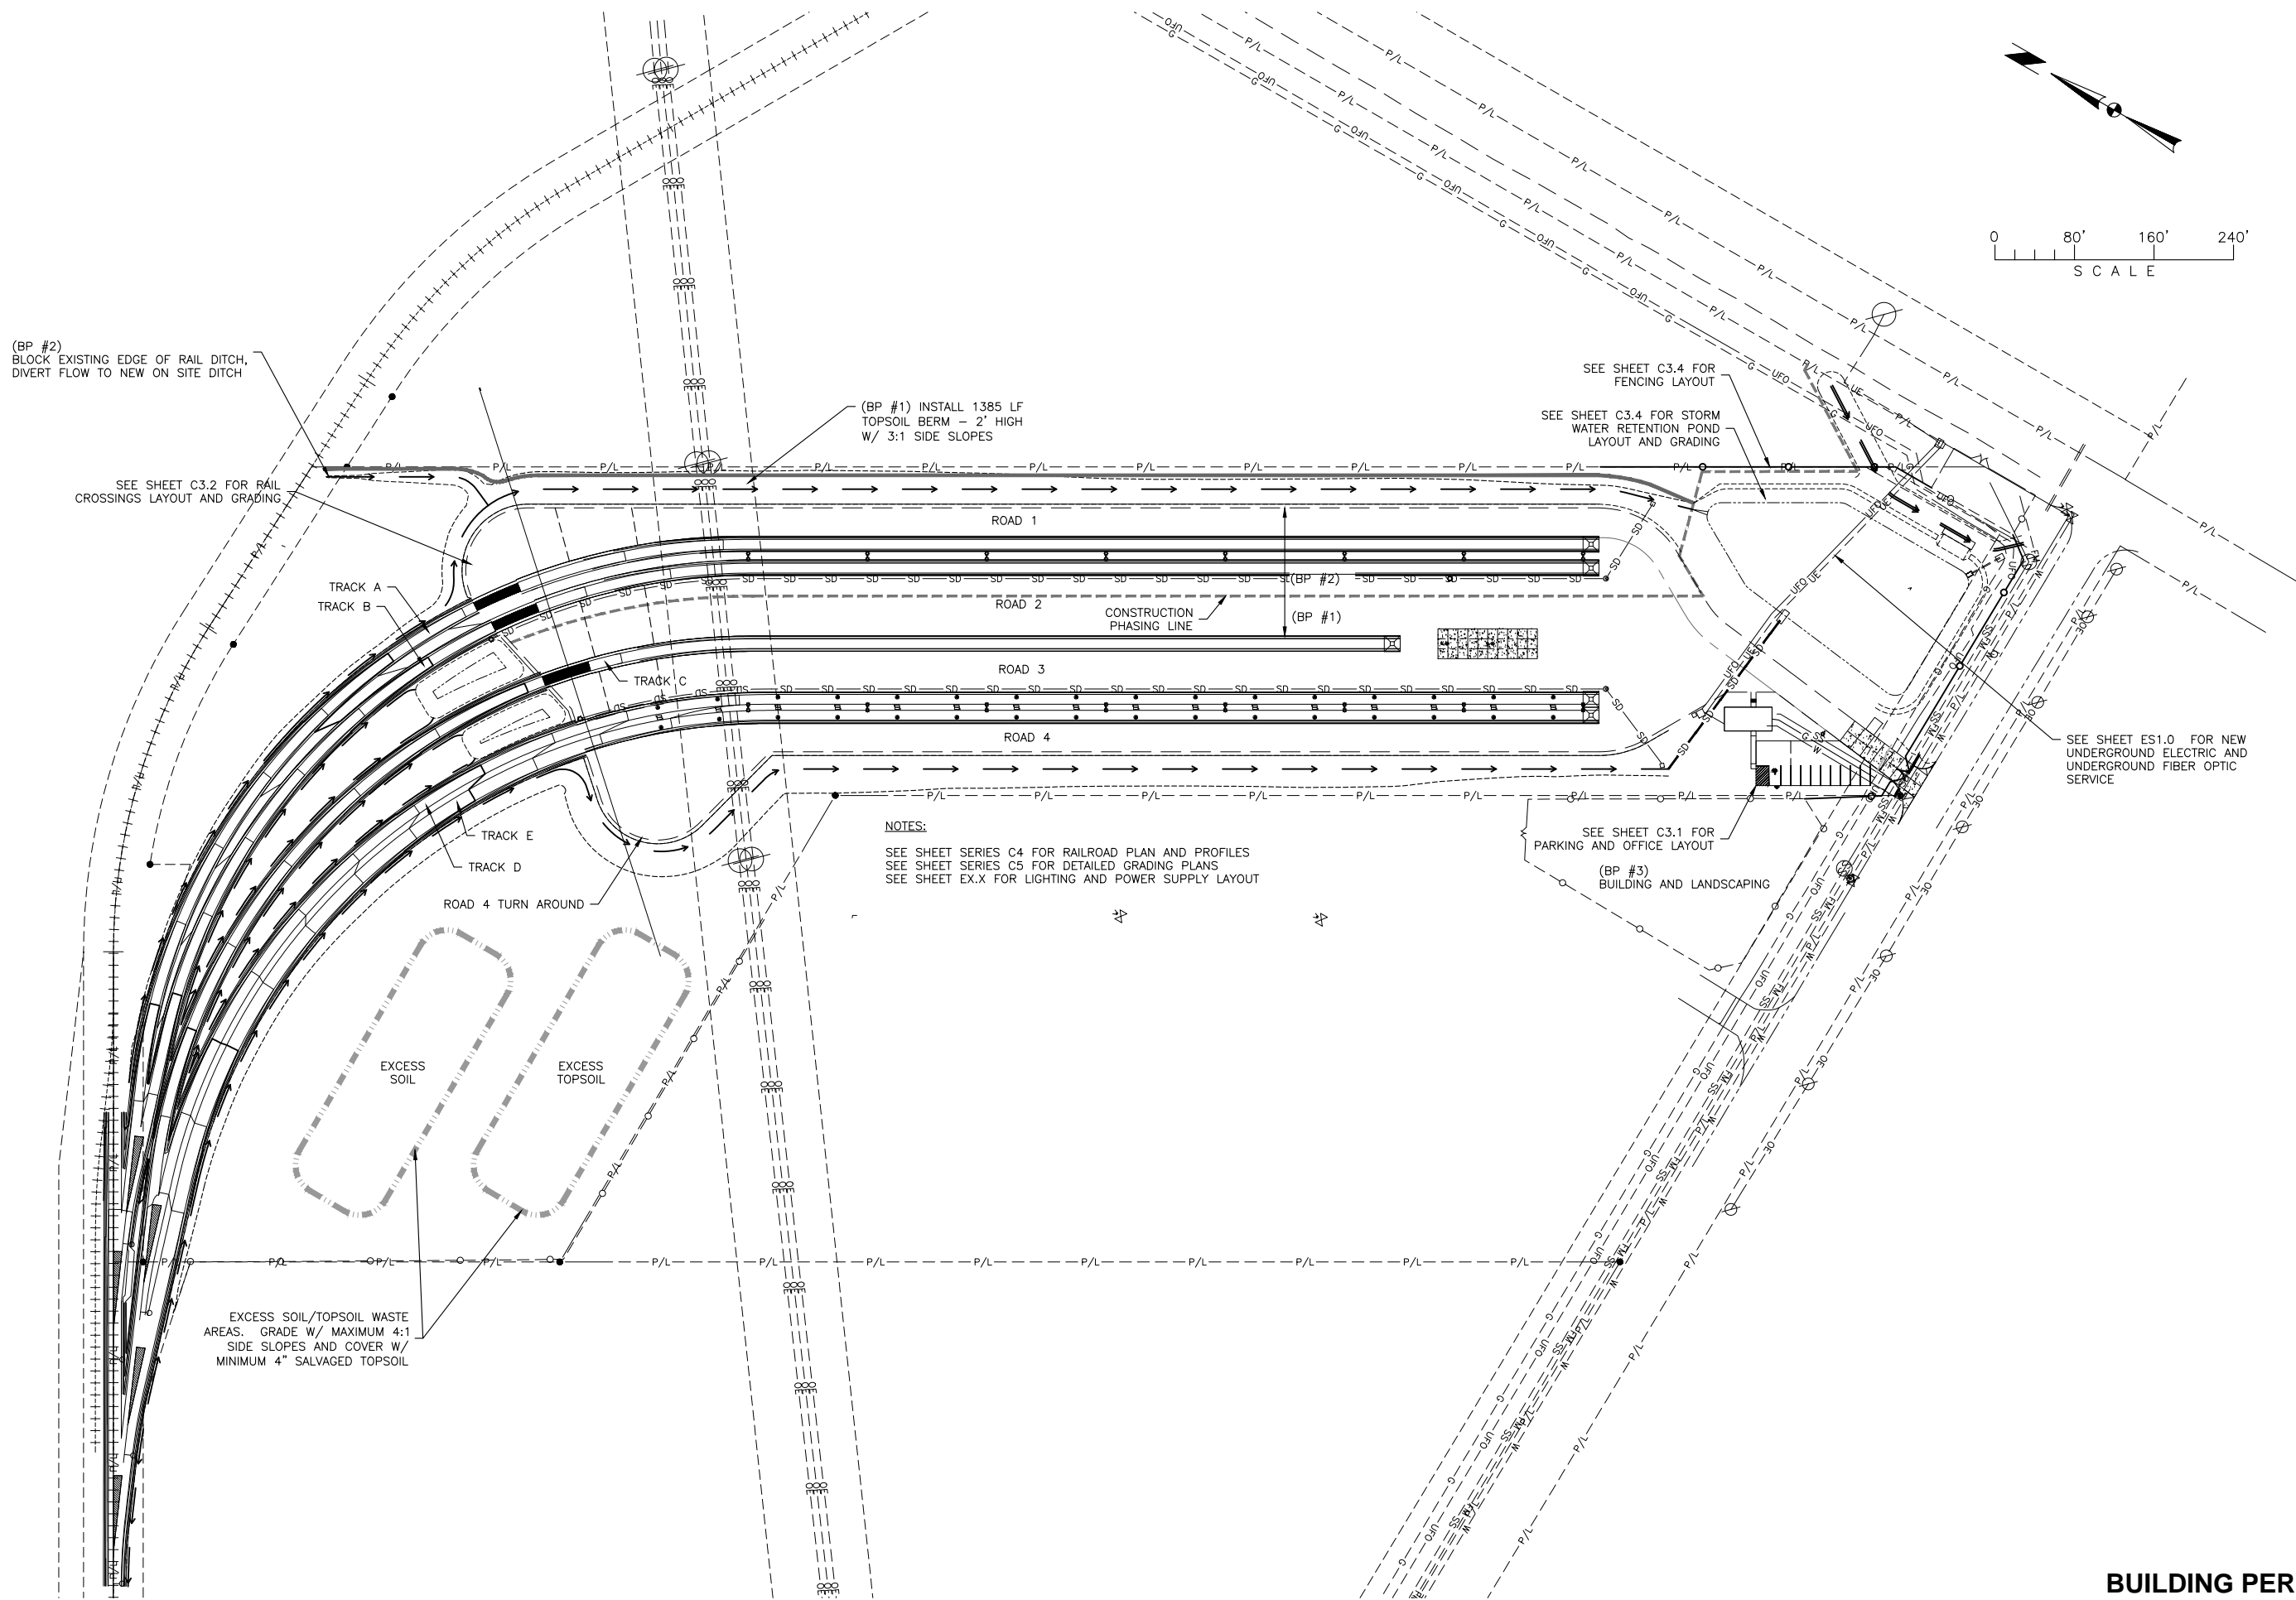 0 80' 160' 240'
SCALE
(BP #2)
BLOCK EXISTING EDGE OF RAIL DITCH,
DIVERT FLOW TO NEW ON SITE DITCH
SEE SHEET C3.2 FOR RAIL
CROSSINGS LAYOUT AND GRADING
(BP #1) INSTALL 1385 LF
TOPSOIL BERM – 2' HIGH
W/ 3:1 SIDE SLOPES
SEE SHEET C3.4 FOR
FENCING LAYOUT
SEE SHEET C3.4 FOR STORM
WATER RETENTION POND
LAYOUT AND GRADING
ROAD 1
TRACK A
TRACK B
(BP #2)
ROAD 2
CONSTRUCTION
PHASING LINE
(BP #1)
ROAD 3
TRACK C
ROAD 4
SEE SHEET ES1.0 FOR NEW
UNDERGROUND ELECTRIC AND
UNDERGROUND FIBER OPTIC
SERVICE
TRACK E
TRACK D
ROAD 4 TURN AROUND
NOTES:
SEE SHEET SERIES C4 FOR RAILROAD PLAN AND PROFILES
SEE SHEET SERIES C5 FOR DETAILED GRADING PLANS
SEE SHEET EX.X FOR LIGHTING AND POWER SUPPLY LAYOUT
SEE SHEET C3.1 FOR
PARKING AND OFFICE LAYOUT
(BP #3)
BUILDING AND LANDSCAPING
EXCESS
SOIL
EXCESS
TOPSOIL
EXCESS SOIL/TOPSOIL WASTE
AREAS. GRADE W/ MAXIMUM 4:1
SIDE SLOPES AND COVER W/
MINIMUM 4" SALVAGED TOPSOIL
BUILDING PER